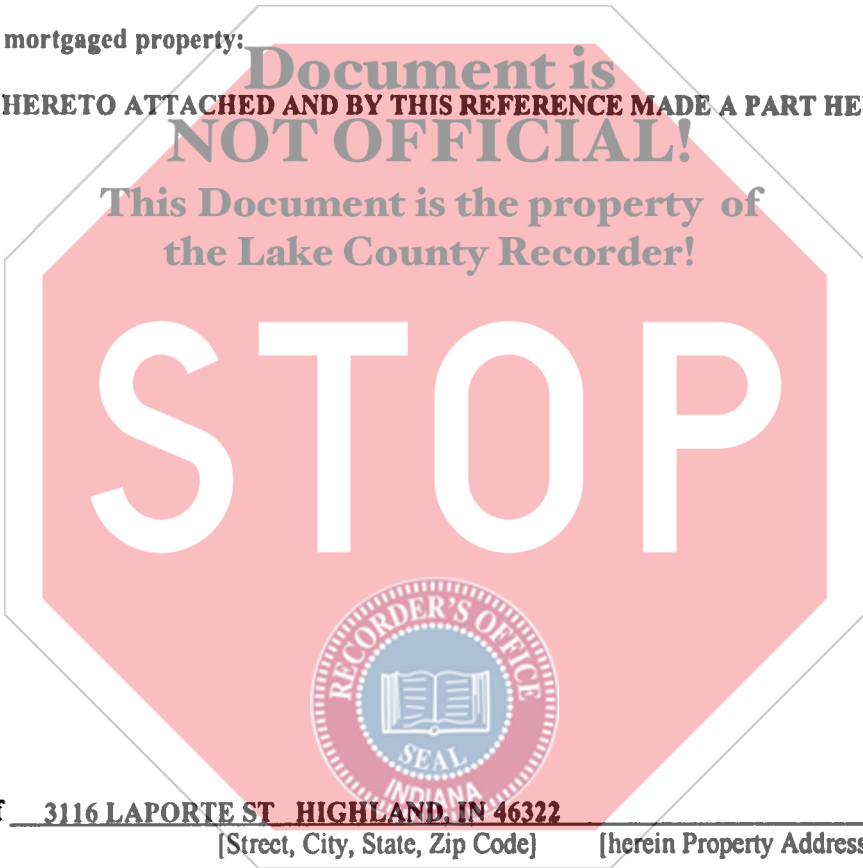 mortgaged property:
Document is
HERETO ATTACHED AND BY THIS REFERENCE MADE A PART HE
NOT OFFICIAL!
This Document is the property of
the Lake County Recorder!
STOP
RECORDER'S OFFICE
SEAL
INDIANA
f 3116 LAPORTE ST HIGHLAND, IN 46322
[Street, City, State, Zip Code] [herein Property Address